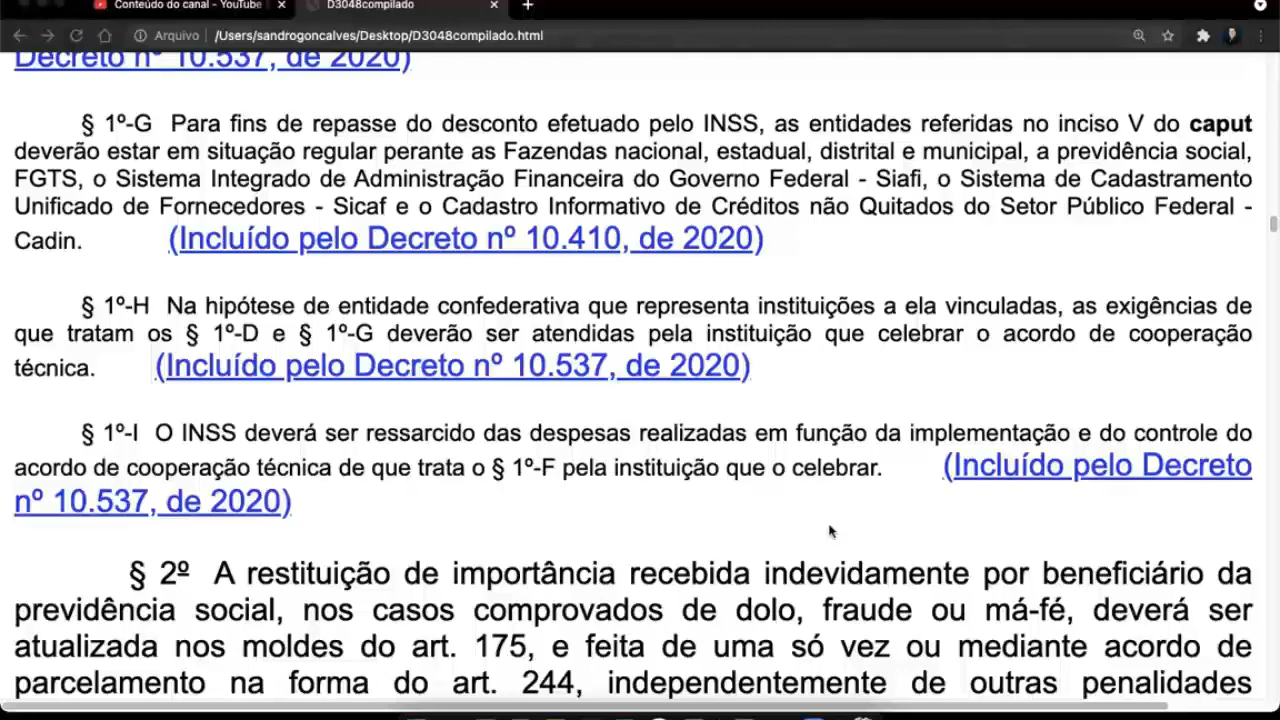 Conteúdo do canal - YouTube
D3048compilado
Arquivo | /Users/sandrogoncalves/Desktop/D3048compilado.html
Decreto nº 10.537, de 2020)
§ 1º-G Para fins de repasse do desconto efetuado pelo INSS, as entidades referidas no inciso V do caput
deverão estar em situação regular perante as Fazendas nacional, estadual, distrital e municipal, a previdência social,
FGTS, o Sistema Integrado de Administração Financeira do Governo Federal - Siafi, o Sistema de Cadastramento
Unificado de Fornecedores - Sicaf e o Cadastro Informativo de Créditos não Quitados do Setor Público Federal -
Cadin. (Incluído pelo Decreto nº 10.410, de 2020)
§ 1º-H Na hipótese de entidade confederativa que representa instituições a ela vinculadas, as exigências de
que tratam os § 1º-D e § 1º-G deverão ser atendidas pela instituição que celebrar o acordo de cooperação
técnica. (Incluído pelo Decreto nº 10.537, de 2020)
§ 1º-I O INSS deverá ser ressarcido das despesas realizadas em função da implementação e do controle do
acordo de cooperação técnica de que trata o § 1º-F pela instituição que o celebrar. (Incluído pelo Decreto
nº 10.537, de 2020)
§ 2º A restituição de importância recebida indevidamente por beneficiário da
previdência social, nos casos comprovados de dolo, fraude ou má-fé, deverá ser
atualizada nos moldes do art. 175, e feita de uma só vez ou mediante acordo de
parcelamento na forma do art. 244, independentemente de outras penalidades